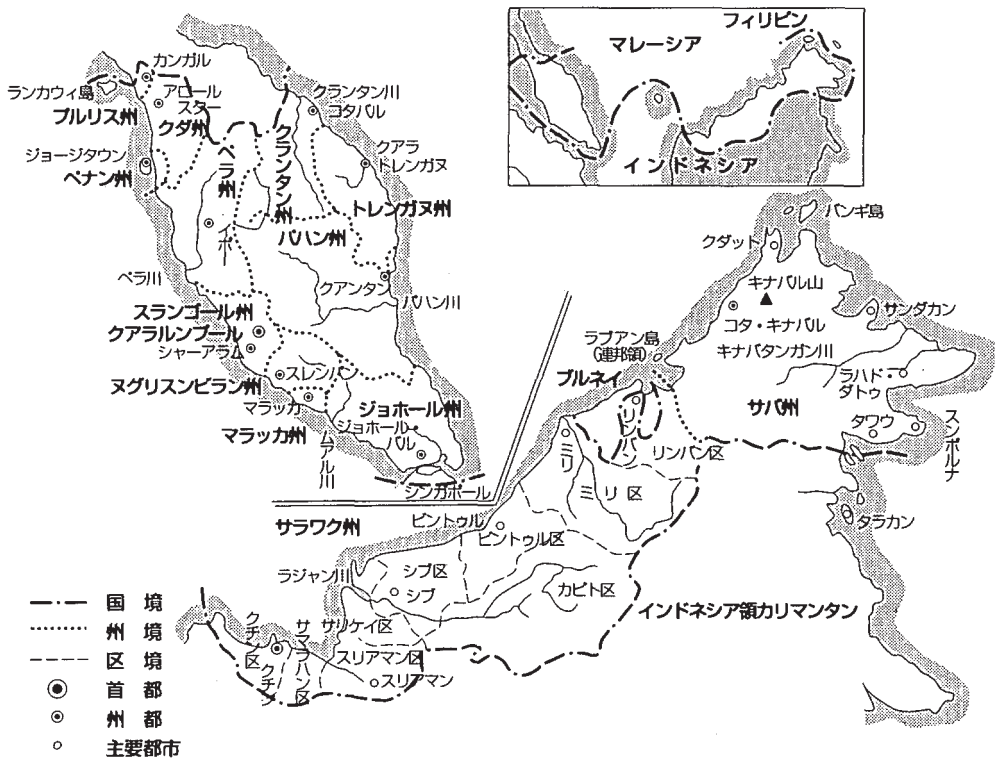 フィリピン
マレーシア
インドネシア
カンガル
ランカウィ島
アロール
スター
プルリス州
クダ州
ジョージタウン
ペナン州
ペラ州
クランタン州
クランタン川
コタバル
クアラ
トレンガヌ
トレンガヌ州
パハン州
イポー
ペラ川
クアンタン
パハン川
スランゴール州
クアラルンプール
シャーアラム
スレンバン
ヌグリスンビラン州
マラッカ
マラッカ州
ジョホール州
ジョホール
バル
ムアル川
シンガポール
バンギ島
クダット
キナバル山
コタ・キナバル
サンダカン
ラブアン島
(連邦領)
キナバタンガン川
ブルネイ
ラハド
ダトゥ
サバ州
タワウ
スンポルナ
リンバン
リンバン区
ミリ
ミリ区
サラワク州
ビントゥル
ビントゥル区
タラカン
ラジャン川
シブ区
シブ
カピト区
インドネシア領カリマンタン
サリケイ区
クチン区
クチン
サマラハン区
スリアマン区
スリアマン
国境
州境
区境
首都
州都
主要都市